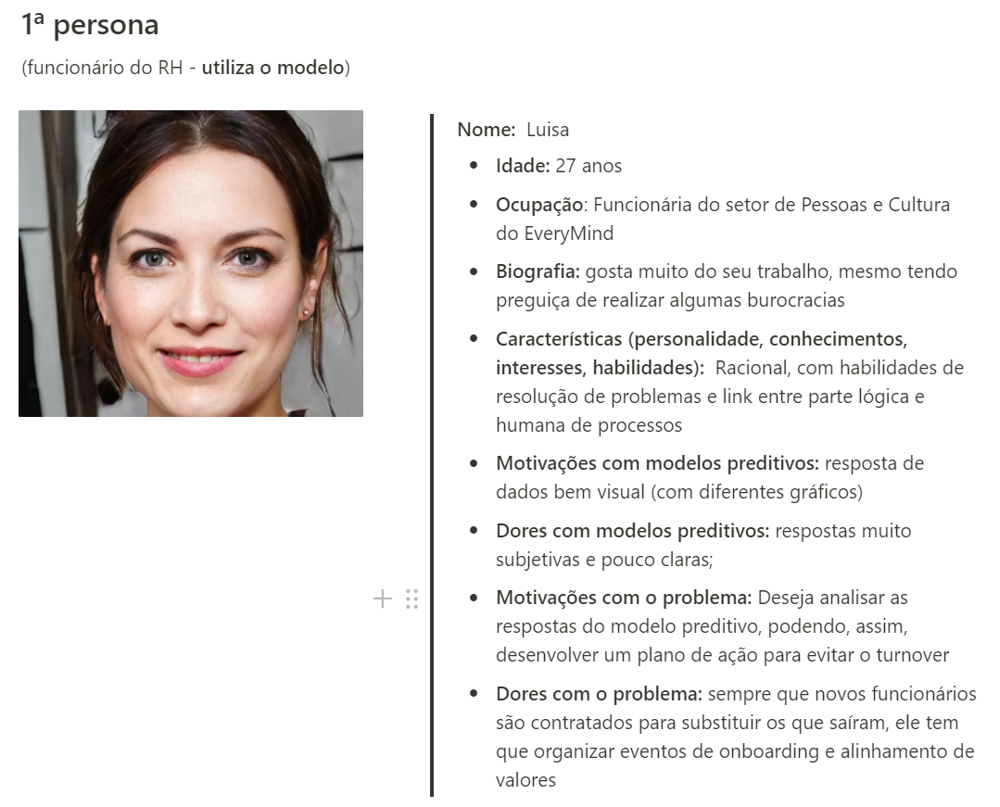 1ª persona
(funcionário do RH - utiliza o modelo)
Nome: Luisa
• Idade: 27 anos
• Ocupação: Funcionária do setor de Pessoas e Cultura
do EveryMind
• Biografia: gosta muito do seu trabalho, mesmo tendo
preguiça de realizar algumas burocracias
• Características (personalidade, conhecimentos,
interesses, habilidades): Racional, com habilidades de
resolução de problemas e link entre parte lógica e
humana de processos
• Motivações com modelos preditivos: resposta de
dados bem visual (com diferentes gráficos)
• Dores com modelos preditivos: respostas muito
subjetivas e pouco claras;
• Motivações com o problema: Deseja analisar as
respostas do modelo preditivo, podendo, assim,
desenvolver um plano de ação para evitar o turnover
• Dores com o problema: sempre que novos funcionários
são contratados para substituir os que saíram, ele tem
que organizar eventos de onboarding e alinhamento de
valores